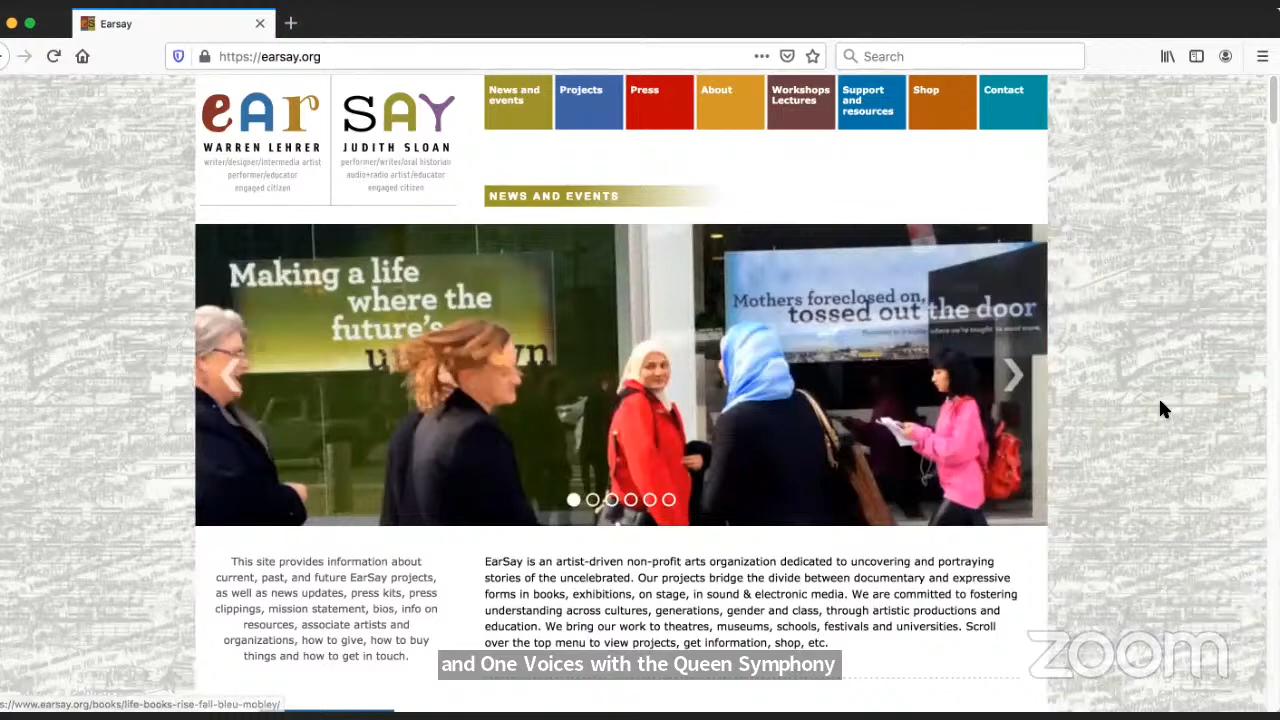 Earsay
https://earsay.org
Search
ear
SAY
WARREN LEHRER
writer/designer/intermedia artist
performer/educator
engaged citizen
JUDITH SLOAN
performer/writer/oral historian
audio+radio artist/educator
engaged citizen
News and
events
Projects
Press
About
Workshops
Lectures
Support
and
resources
Shop
Contact
NEWS AND EVENTS
Making a life
where the
future's
Mothers foreclosed on,
tossed out the door
This site provides information about
current, past, and future EarSay projects,
as well as news updates, press kits, press
clippings, mission statement, bios, info on
resources, associate artists and
organizations, how to give, how to buy
things and how to get in touch.
EarSay is an artist-driven non-profit arts organization dedicated to uncovering and portraying
stories of the uncelebrated. Our projects bridge the divide between documentary and expressive
forms in books, exhibitions, on stage, in sound & electronic media. We are committed to fostering
understanding across cultures, generations, gender and class, through artistic productions and
education. We bring our work to theatres, museums, schools, festivals and universities. Scroll
over the top menu to view projects, get information, shop, etc.
zoom
and One Voices with the Queen Symphony
s://www.earsay.org/books/life-books-rise-fall-bleu-mobley/